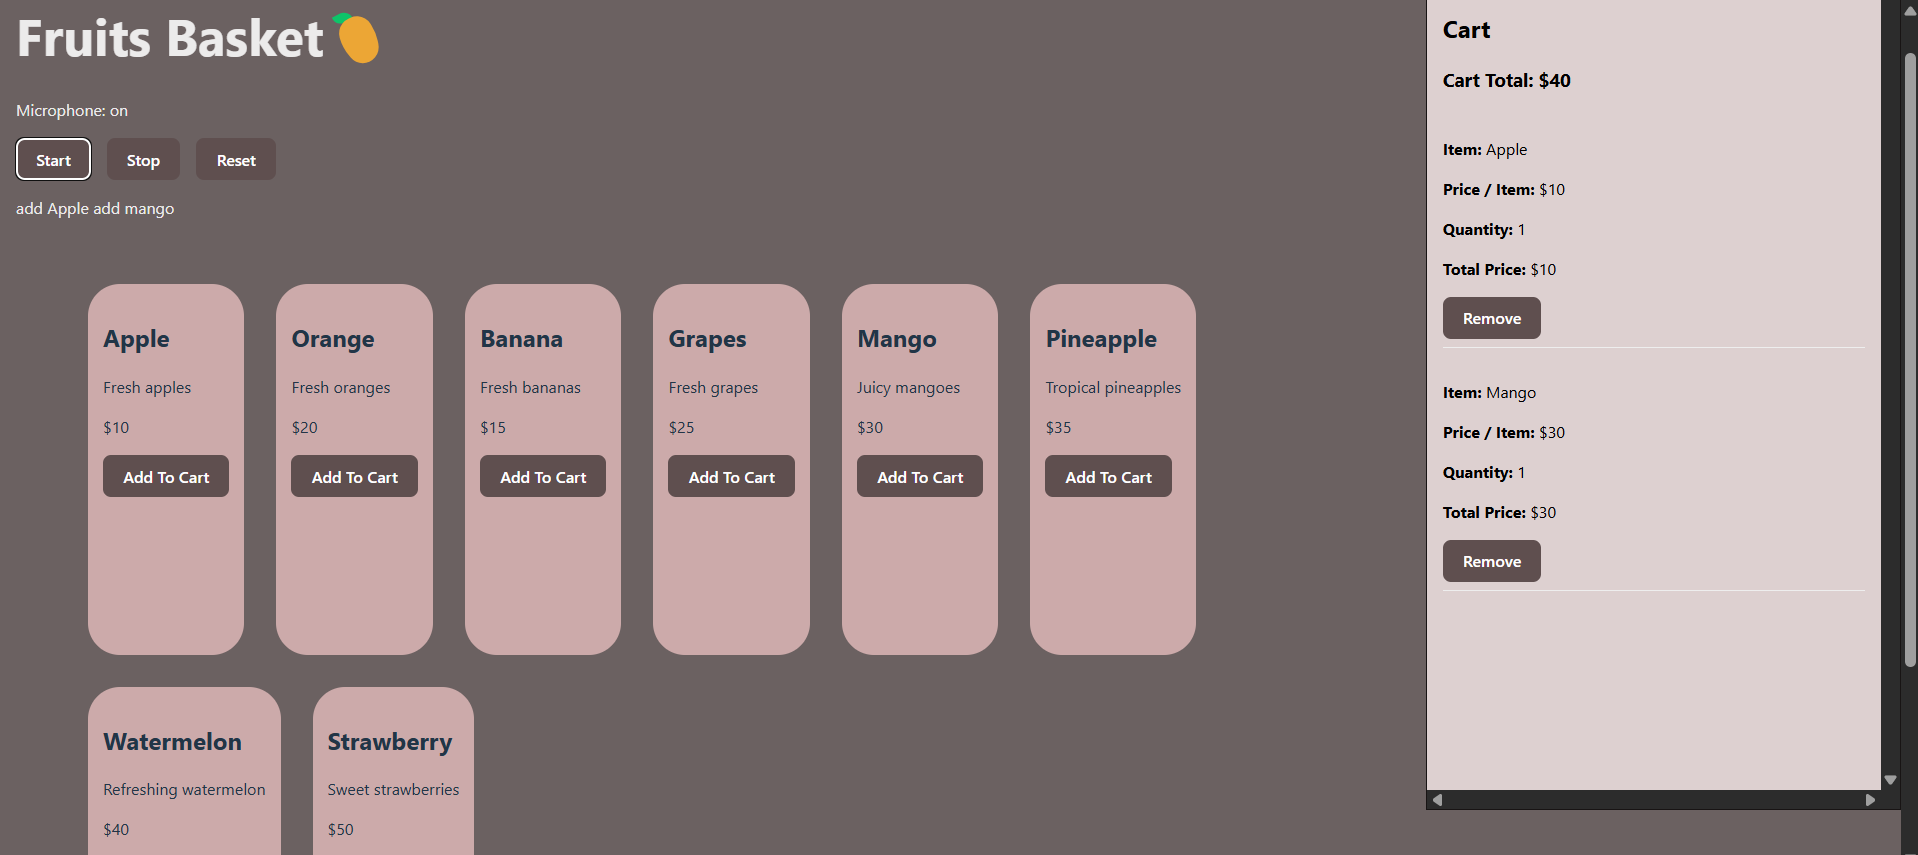 Fruits Basket
Microphone: on
Start
Stop
Reset
add Apple add mango
Apple
Fresh apples
$10
Add To Cart
Orange
Fresh oranges
$20
Add To Cart
Banana
Fresh bananas
$15
Add To Cart
Grapes
Fresh grapes
$25
Add To Cart
Mango
Juicy mangoes
$30
Add To Cart
Pineapple
Tropical pineapples
$35
Add To Cart
Watermelon
Refreshing watermelon
$40
Strawberry
Sweet strawberries
$50
Cart
Cart Total: $40
Item: Apple
Price / Item: $10
Quantity: 1
Total Price: $10
Remove
Item: Mango
Price / Item: $30
Quantity: 1
Total Price: $30
Remove